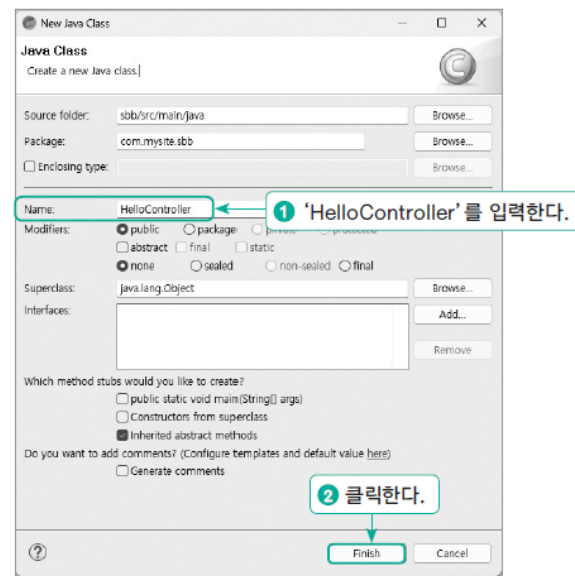 New Java Class
Java Class
Create a new Java class.
Source folder: sbb/src/main/java Browse...
Package: com.mysite.sbb Browse...
Enclosing type: Browse...
Name: HelloController
1 ‘HelloController’를 입력한다.
Modifiers: public package private protected
abstract final static
none sealed non-sealed final
Superclass: java.lang.Object Browse...
Interfaces: Add...
Remove
Which method stubs would you like to create?
public static void main(String[] args)
Constructors from superclass
Inherited abstract methods
Do you want to add comments? (Configure templates and default value here)
Generate comments
2 클릭한다.
Finish Cancel